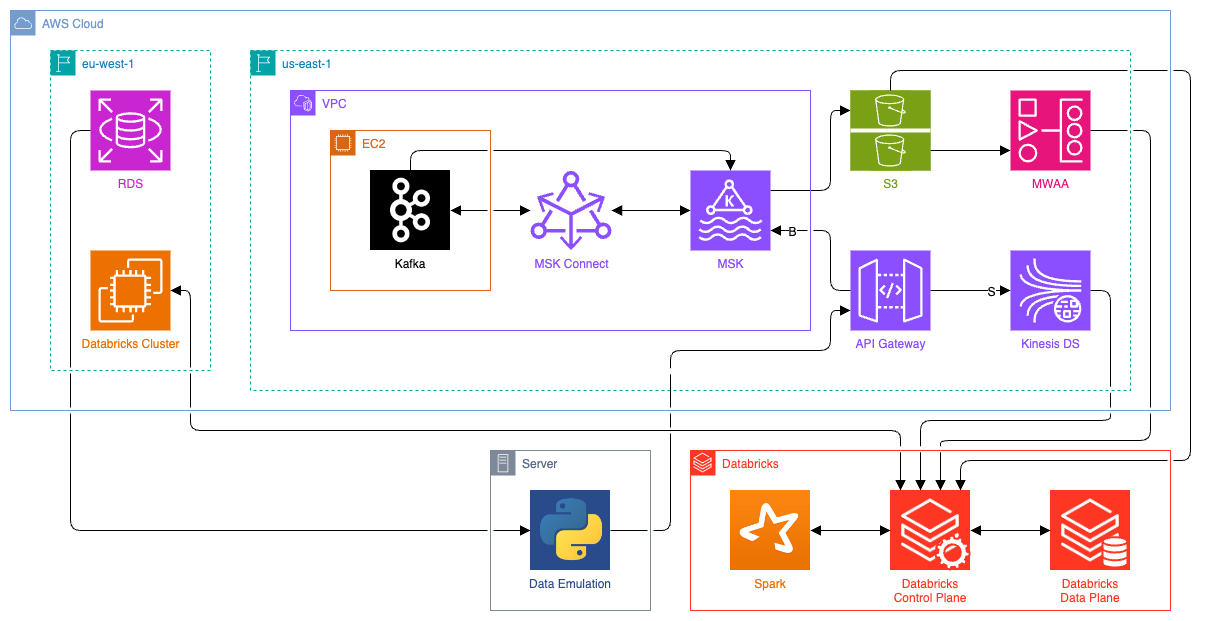 AWS Cloud
eu-west-1
us-east-1
VPC
EC2
RDS
Kafka
MSK Connect
K
MSK
S3
MWAA
B
</>
S
Databricks Cluster
API Gateway
Kinesis DS
Server
Databricks
Data Emulation
Spark
Databricks
Control Plane
Databricks
Data Plane